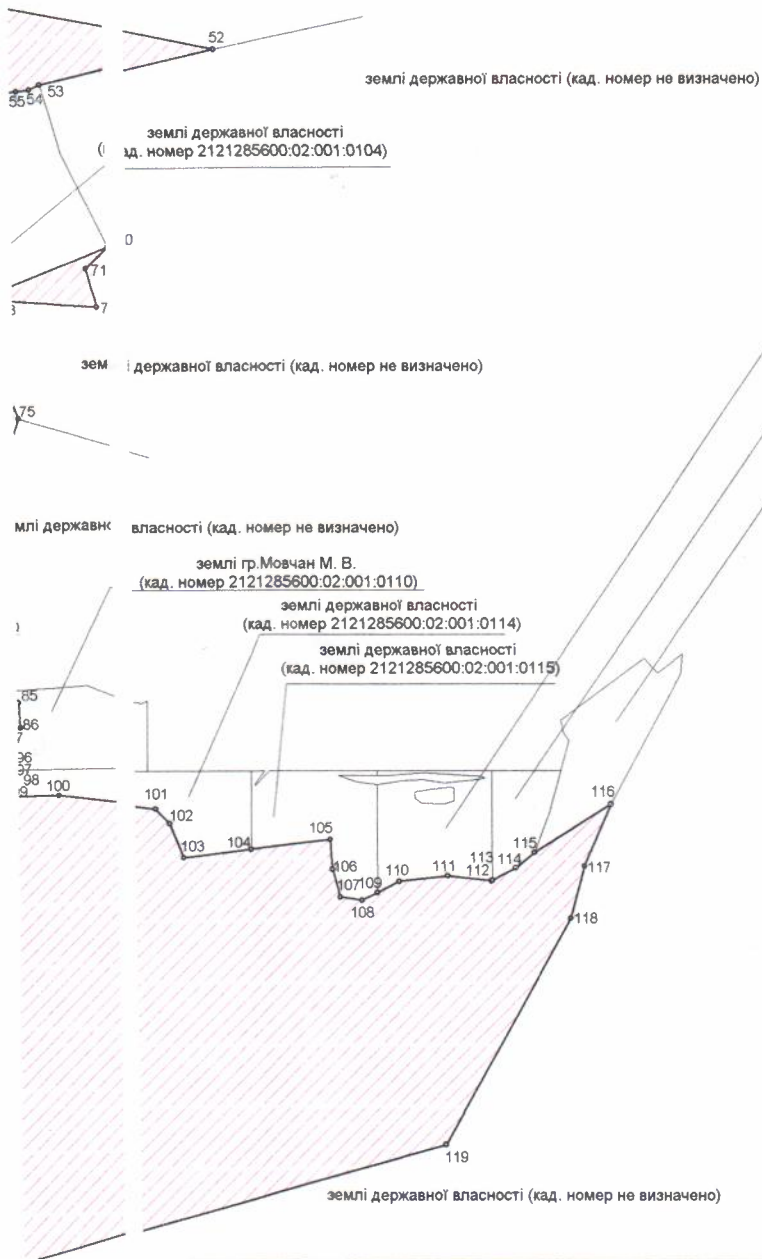 52
землі державної власності (кад. номер не визначено)
53
54
55
землі державної власності
ад. номер 2121285600:02:001:0104)
0
71
7
зем і державної власності (кад. номер не визначено)
75
млі державн власності (кад. номер не визначено)
землі гр.Мовчан М. В.
(кад. номер 2121285600:02:001:0110)
землі державної власності
(кад. номер 2121285600:02:001:0114)
землі державної власності
(кад. номер 2121285600:02:001:0115)
85
86
98
100
101
102
103
104
105
106
107
108
109
110
111
112
113
114
115
116
117
118
119
землі державної власності (кад. номер не визначено)